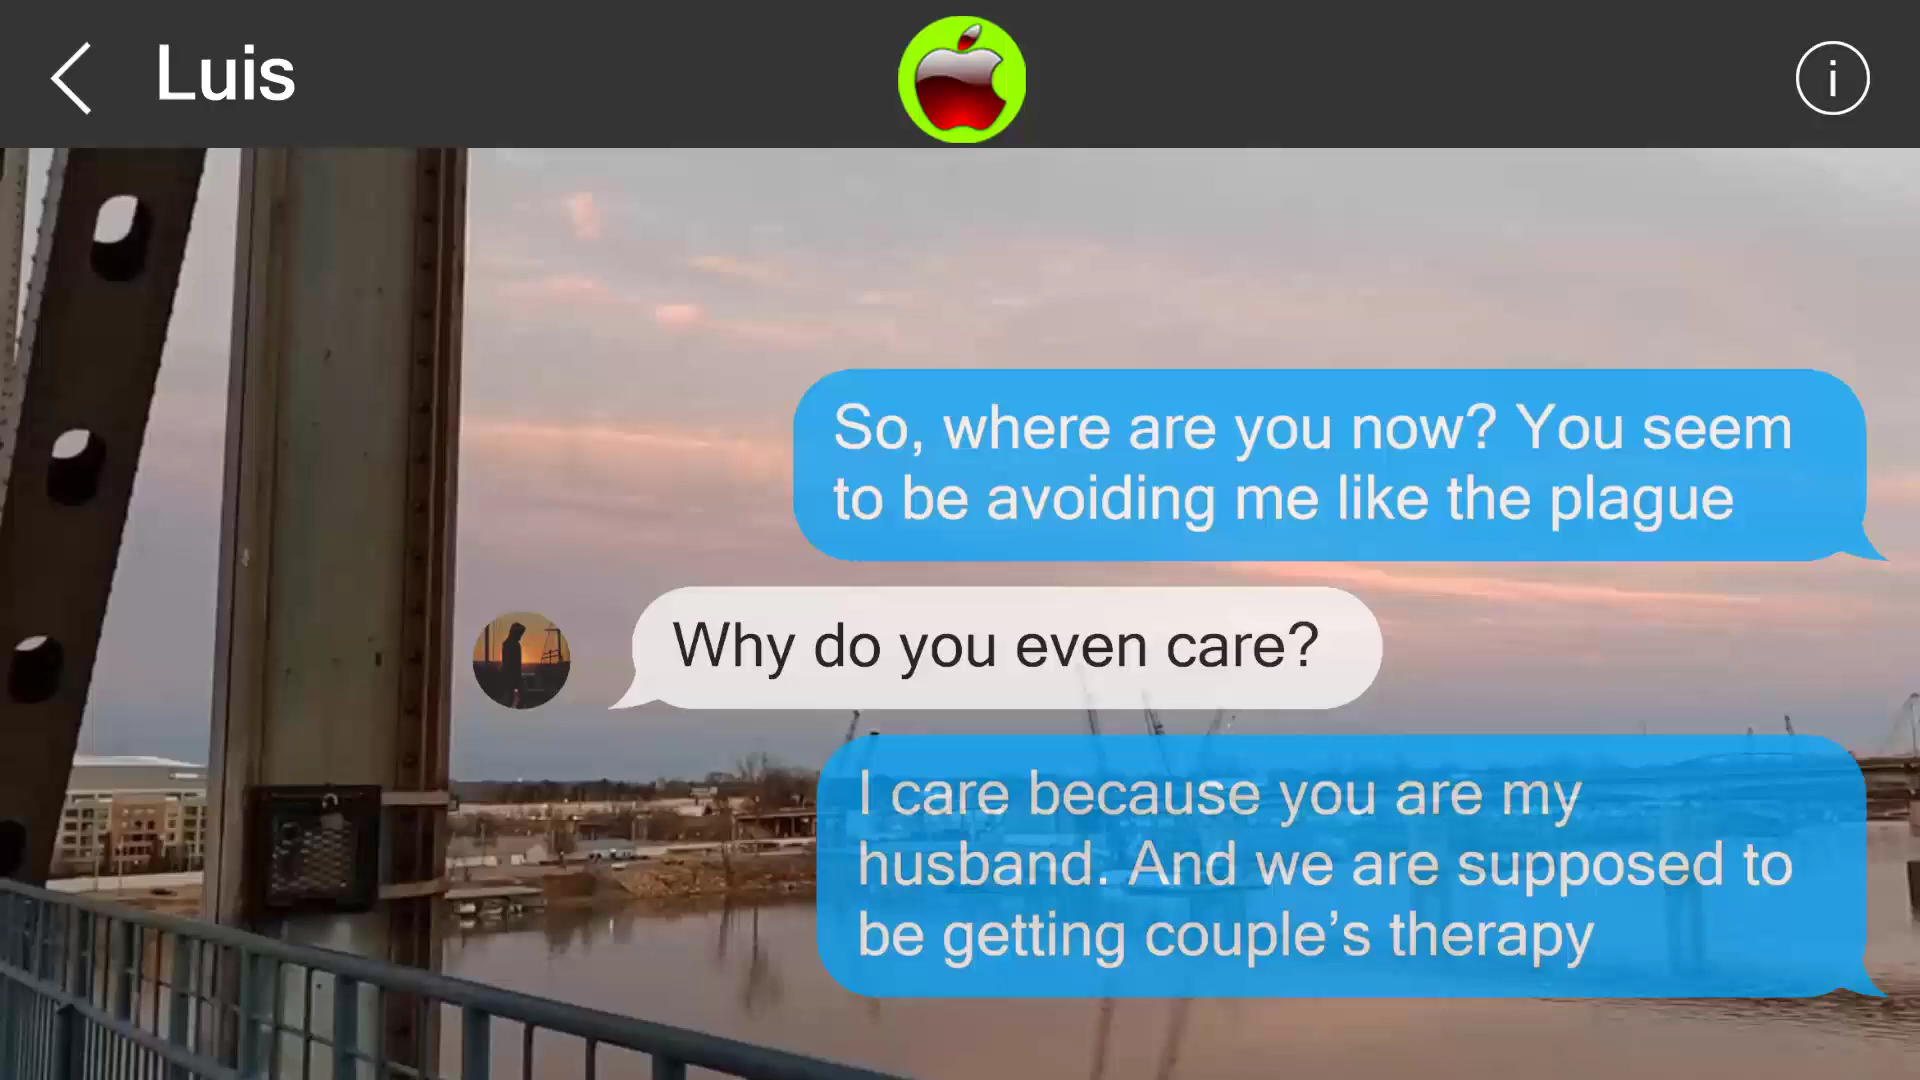 Luis
i
So, where are you now? You seem
to be avoiding me like the plague
Why do you even care?
I care because you are my
husband. And we are supposed to
be getting couple’s therapy